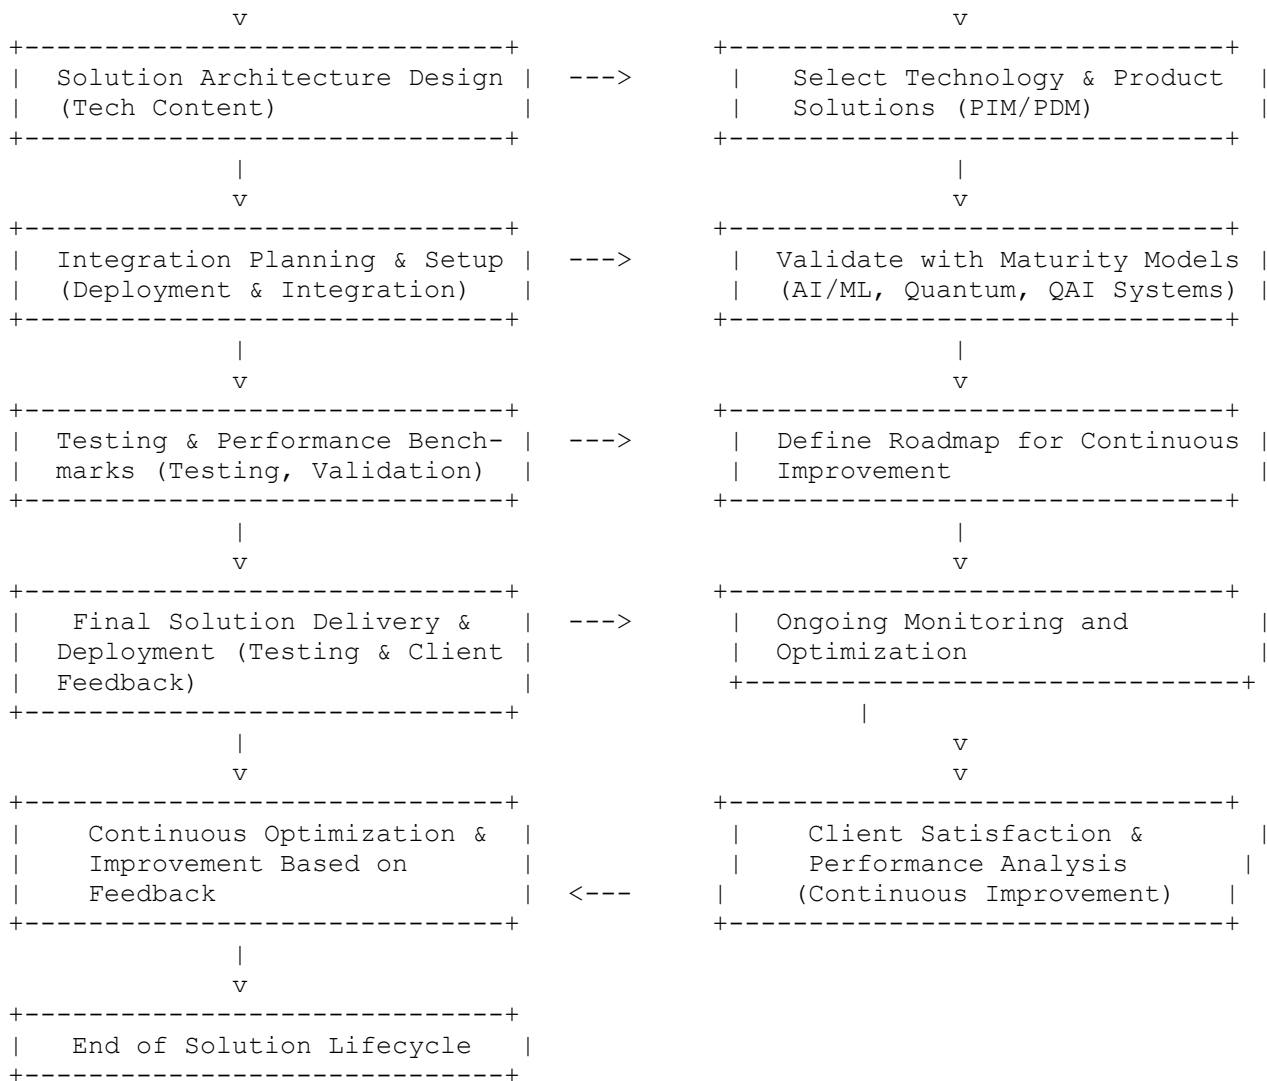 v                                            v
+------------------------------+             +-------------------------------+
|  Solution Architecture Design |  --->       |   Select Technology & Product  |
|  (Tech Content)               |             |   Solutions (PIM/PDM)          |
+------------------------------+             +-------------------------------+
              |                                             |
              v                                             v
+------------------------------+             +-------------------------------+
|  Integration Planning & Setup |  --->       |  Validate with Maturity Models |
|  (Deployment & Integration)   |             |  (AI/ML, Quantum, QAI Systems) |
+------------------------------+             +-------------------------------+
              |                                             |
              v                                             v
+------------------------------+             +-------------------------------+
|  Testing & Performance Bench- |  --->       |  Define Roadmap for Continuous |
|  marks (Testing, Validation)  |             |  Improvement                   |
+------------------------------+             +-------------------------------+
              |                                             |
              v                                             v
+------------------------------+             +-------------------------------+
|   Final Solution Delivery &   |  --->       |  Ongoing Monitoring and        |
|  Deployment (Testing & Client |             |  Optimization                  |
|  Feedback)                    |             +-------------------------------+
+------------------------------+                      |
              |                                             v
              v                                             v
+------------------------------+             +-------------------------------+
|    Continuous Optimization &  |             |    Client Satisfaction &       |
|    Improvement Based on       |             |    Performance Analysis       |
|    Feedback                   |  <---      |    (Continuous Improvement)   |
+------------------------------+             +-------------------------------+
              |
              v
+------------------------------+
|   End of Solution Lifecycle   |
+------------------------------+